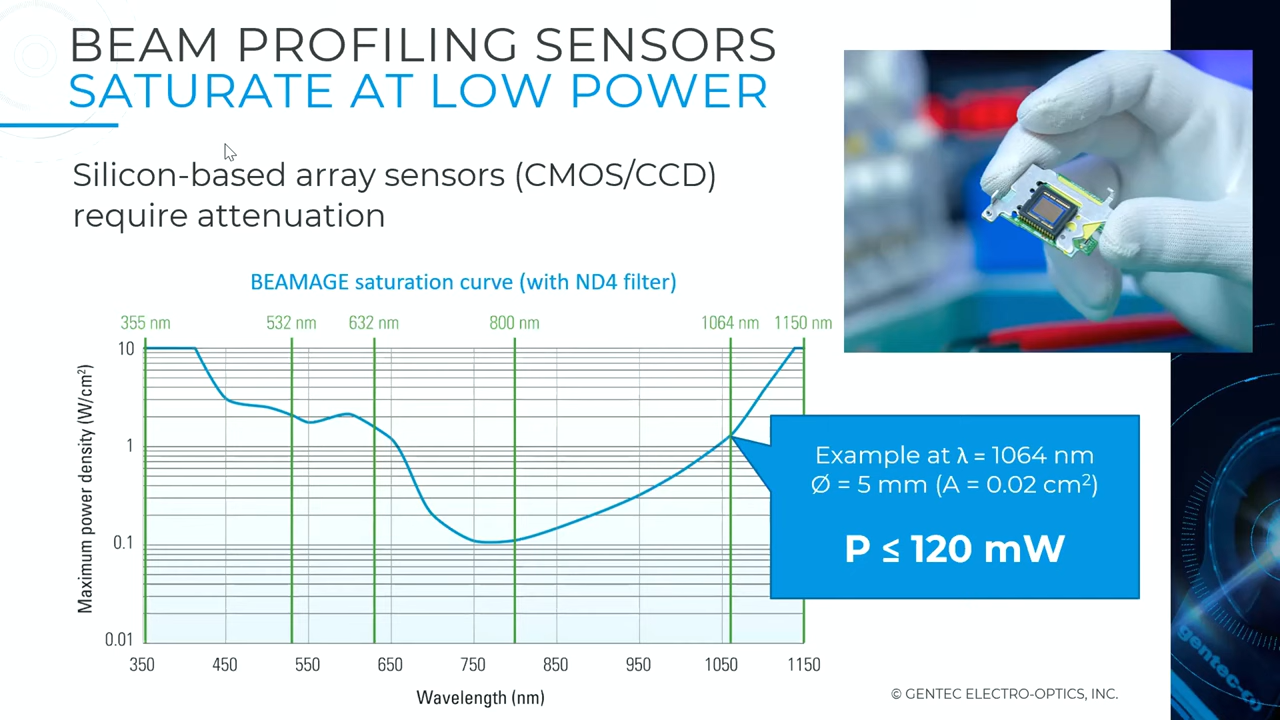 BEAM PROFILING SENSORS
SATURATE AT LOW POWER
Silicon-based array sensors (CMOS/CCD)
require attenuation
BEAMAGE saturation curve (with ND4 filter)
355 nm 532 nm 632 nm 800 nm 1064 nm 1150 nm
Maximum power density (W/cm²)
10
1
0.1
0.01
350 450 550 650 750 850 950 1050 1150
Wavelength (nm)
Example at λ = 1064 nm
Ø = 5 mm (A = 0.02 cm²)
P ≤ 120 mW
© GENTEC ELECTRO-OPTICS, INC.
gentec-eo